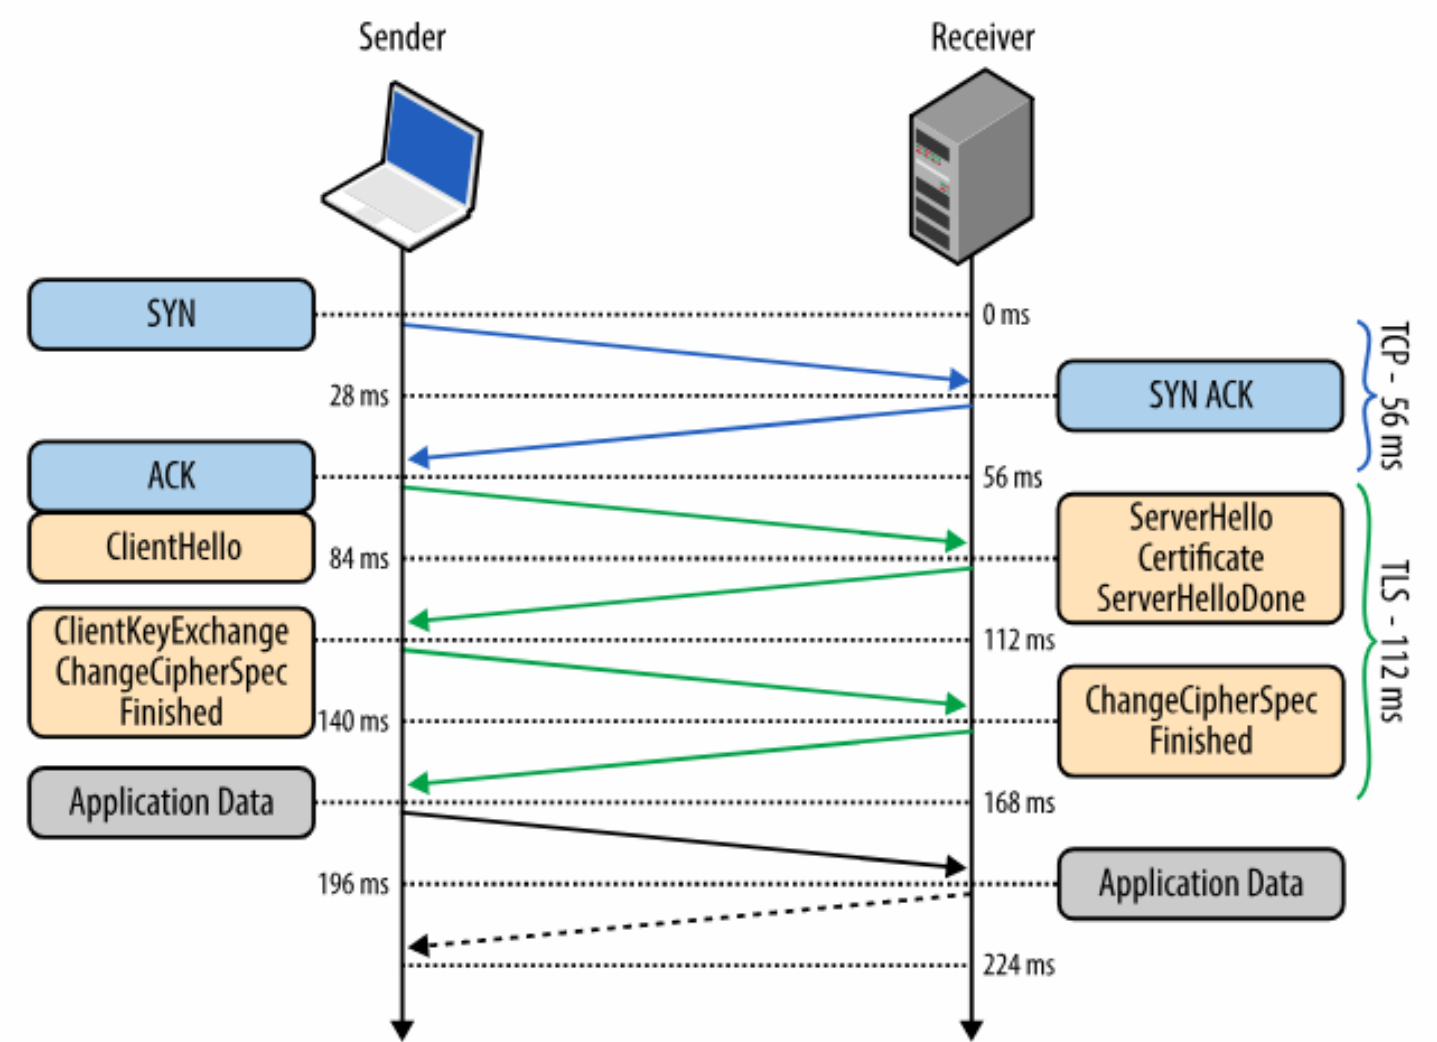 Sender
Receiver
SYN
0 ms
28 ms
SYN ACK
TCP - 56 ms
ACK
56 ms
ClientHello
84 ms
ServerHello
Certificate
ServerHelloDone
ClientKeyExchange
ChangeCipherSpec
Finished
112 ms
TLS - 112 ms
140 ms
ChangeCipherSpec
Finished
Application Data
168 ms
196 ms
Application Data
224 ms